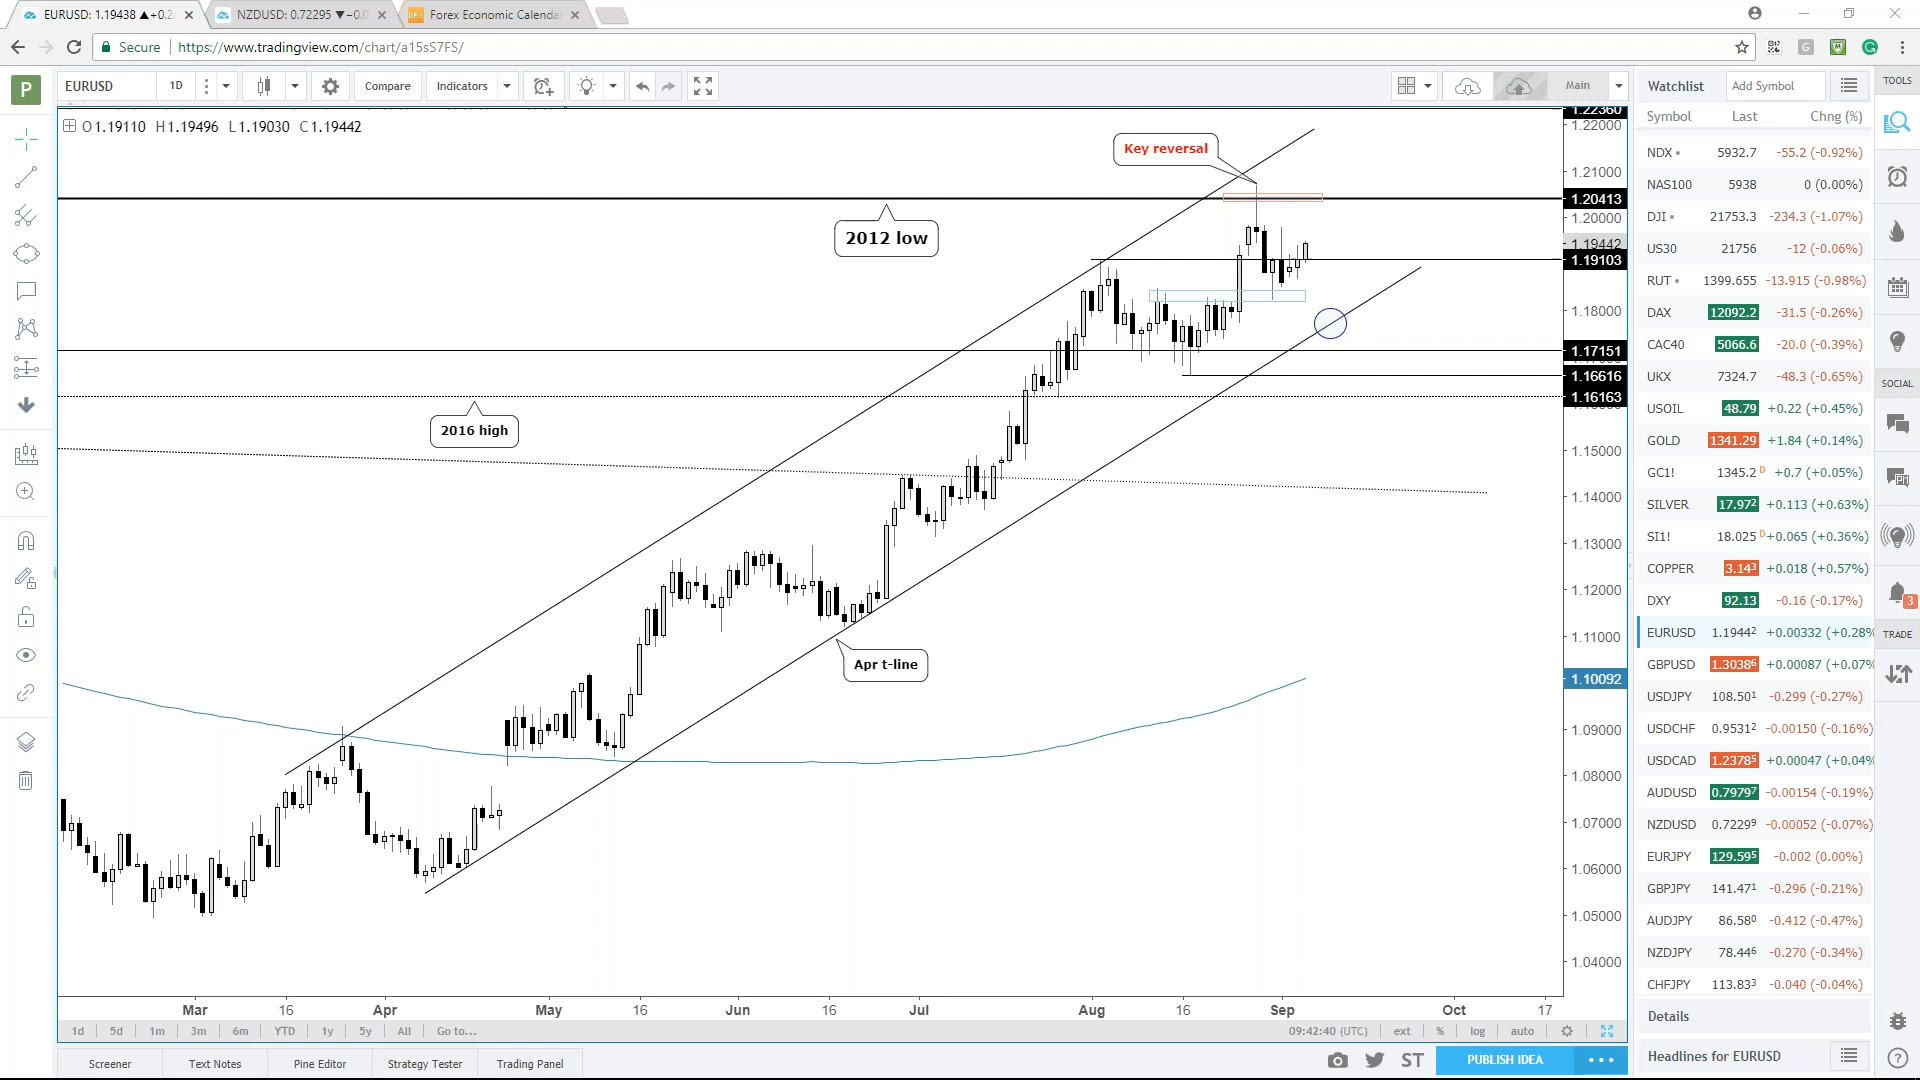 EURUSD: 1.19438 ▲+0.2
NZDUSD: 0.72295 ▼−0.0
Forex Economic Calenda
Secure
https://www.tradingview.com/chart/a15sS7FS/
EURUSD 1D Compare Indicators Main
Watchlist Add Symbol TOOLS
O1.19110 H1.19496 L1.19030 C1.19442
Symbol Last Chng (%)
1.22360
1.22000
Key reversal
1.21000
1.20413
1.20000
2012 low
1.19442
1.19103
1.18000
1.17151
1.16616
1.16163
2016 high
1.15000
1.14000
1.13000
1.12000
1.11000
Apr t-line
1.10092
1.09000
1.08000
1.07000
1.06000
1.05000
1.04000
Mar 16 Apr May 16 Jun 16 Jul Aug 16 Sep Oct 17
1d 5d 1m 3m 6m YTD 1y 5y All Go to...
09:42:40 (UTC) ext % log auto
Screener Text Notes Pine Editor Strategy Tester Trading Panel
ST PUBLISH IDEA
NDX 5932.7 -55.2 (-0.92%)
NAS100 5938 0 (0.00%)
DJI 21753.3 -234.3 (-1.07%)
US30 21756 -12 (-0.06%)
RUT 1399.655 -13.915 (-0.98%)
DAX 12092.2 -31.5 (-0.26%)
CAC40 5066.6 -20.0 (-0.39%)
UKX 7324.7 -48.3 (-0.65%)
USOIL 48.79 +0.22 (+0.45%)
GOLD 1341.29 +1.84 (+0.14%)
GC1! 1345.2 D +0.7 (+0.05%)
SILVER 17.972 +0.113 (+0.63%)
SI1! 18.025 D +0.065 (+0.36%)
COPPER 3.143 +0.018 (+0.57%)
DXY 92.13 -0.16 (-0.17%)
EURUSD 1.19442 +0.00332 (+0.28%
GBPUSD 1.30386 +0.00087 (+0.07%
USDJPY 108.501 -0.299 (-0.27%)
USDCHF 0.95312 -0.00150 (-0.16%)
USDCAD 1.23785 +0.00047 (+0.04%
AUDUSD 0.79797 -0.00154 (-0.19%)
NZDUSD 0.72299 -0.00052 (-0.07%)
EURJPY 129.595 -0.002 (0.00%)
GBPJPY 141.471 -0.296 (-0.21%)
AUDJPY 86.580 -0.412 (-0.47%)
NZDJPY 78.446 -0.270 (-0.34%)
CHFJPY 113.833 -0.040 (-0.04%)
Details
Headlines for EURUSD
SOCIAL
3
TRADE